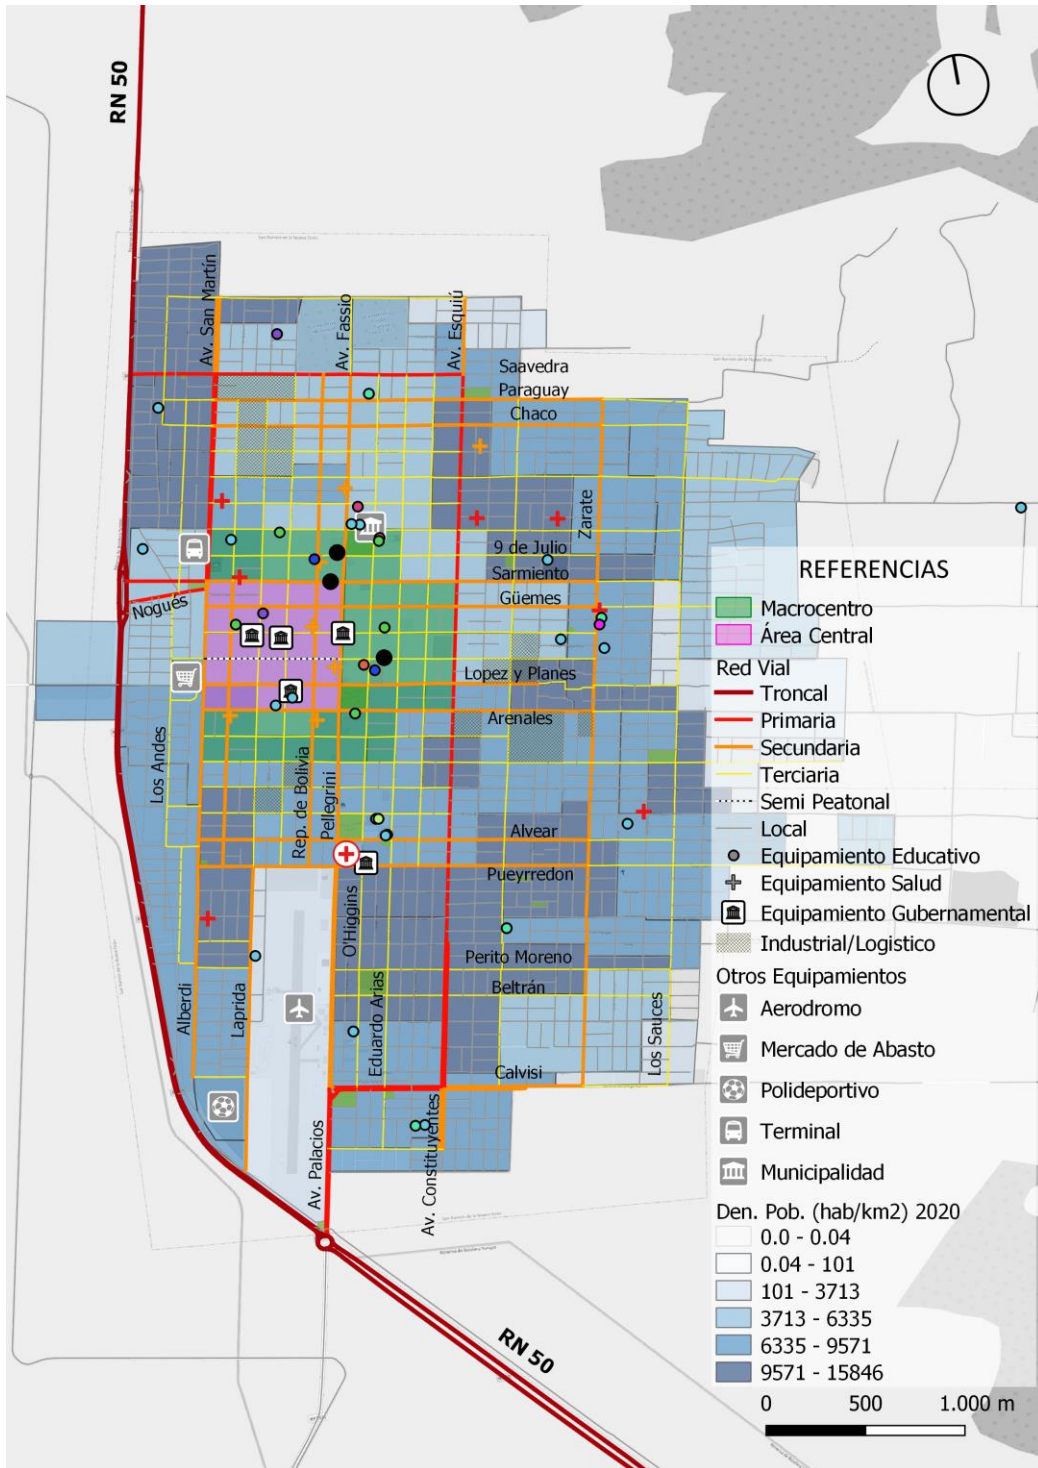 RN 50
Av. San Martín
Av. Fassio
Av. Esquiú
Saavedra
Paraguay
Chaco
Zarate
9 de Julio
Sarmiento
Güemes
Nogués
Lopez y Planes
Arenales
Los Andes
Rep. de Bolivia
Pellegrini
Alvear
Pueyrredon
O'Higgins
Perito Moreno
Beltrán
Eduardo Arias
Alberdi
Laprida
Los Sauces
Calvisi
Av. Palacios
Av. Constituyentes
RN 50
REFERENCIAS
Macrocentro
Área Central
Red Vial
Troncal
Primaria
Secundaria
Terciaria
Semi Peatonal
Local
Equipamiento Educativo
Equipamiento Salud
Equipamiento Gubernamental
Industrial/Logistico
Otros Equipamientos
Aerodromo
Mercado de Abasto
Polideportivo
Terminal
Municipalidad
Den. Pob. (hab/km2) 2020
0.0 - 0.04
0.04 - 101
101 - 3713
3713 - 6335
6335 - 9571
9571 - 15846
0 500 1.000 m